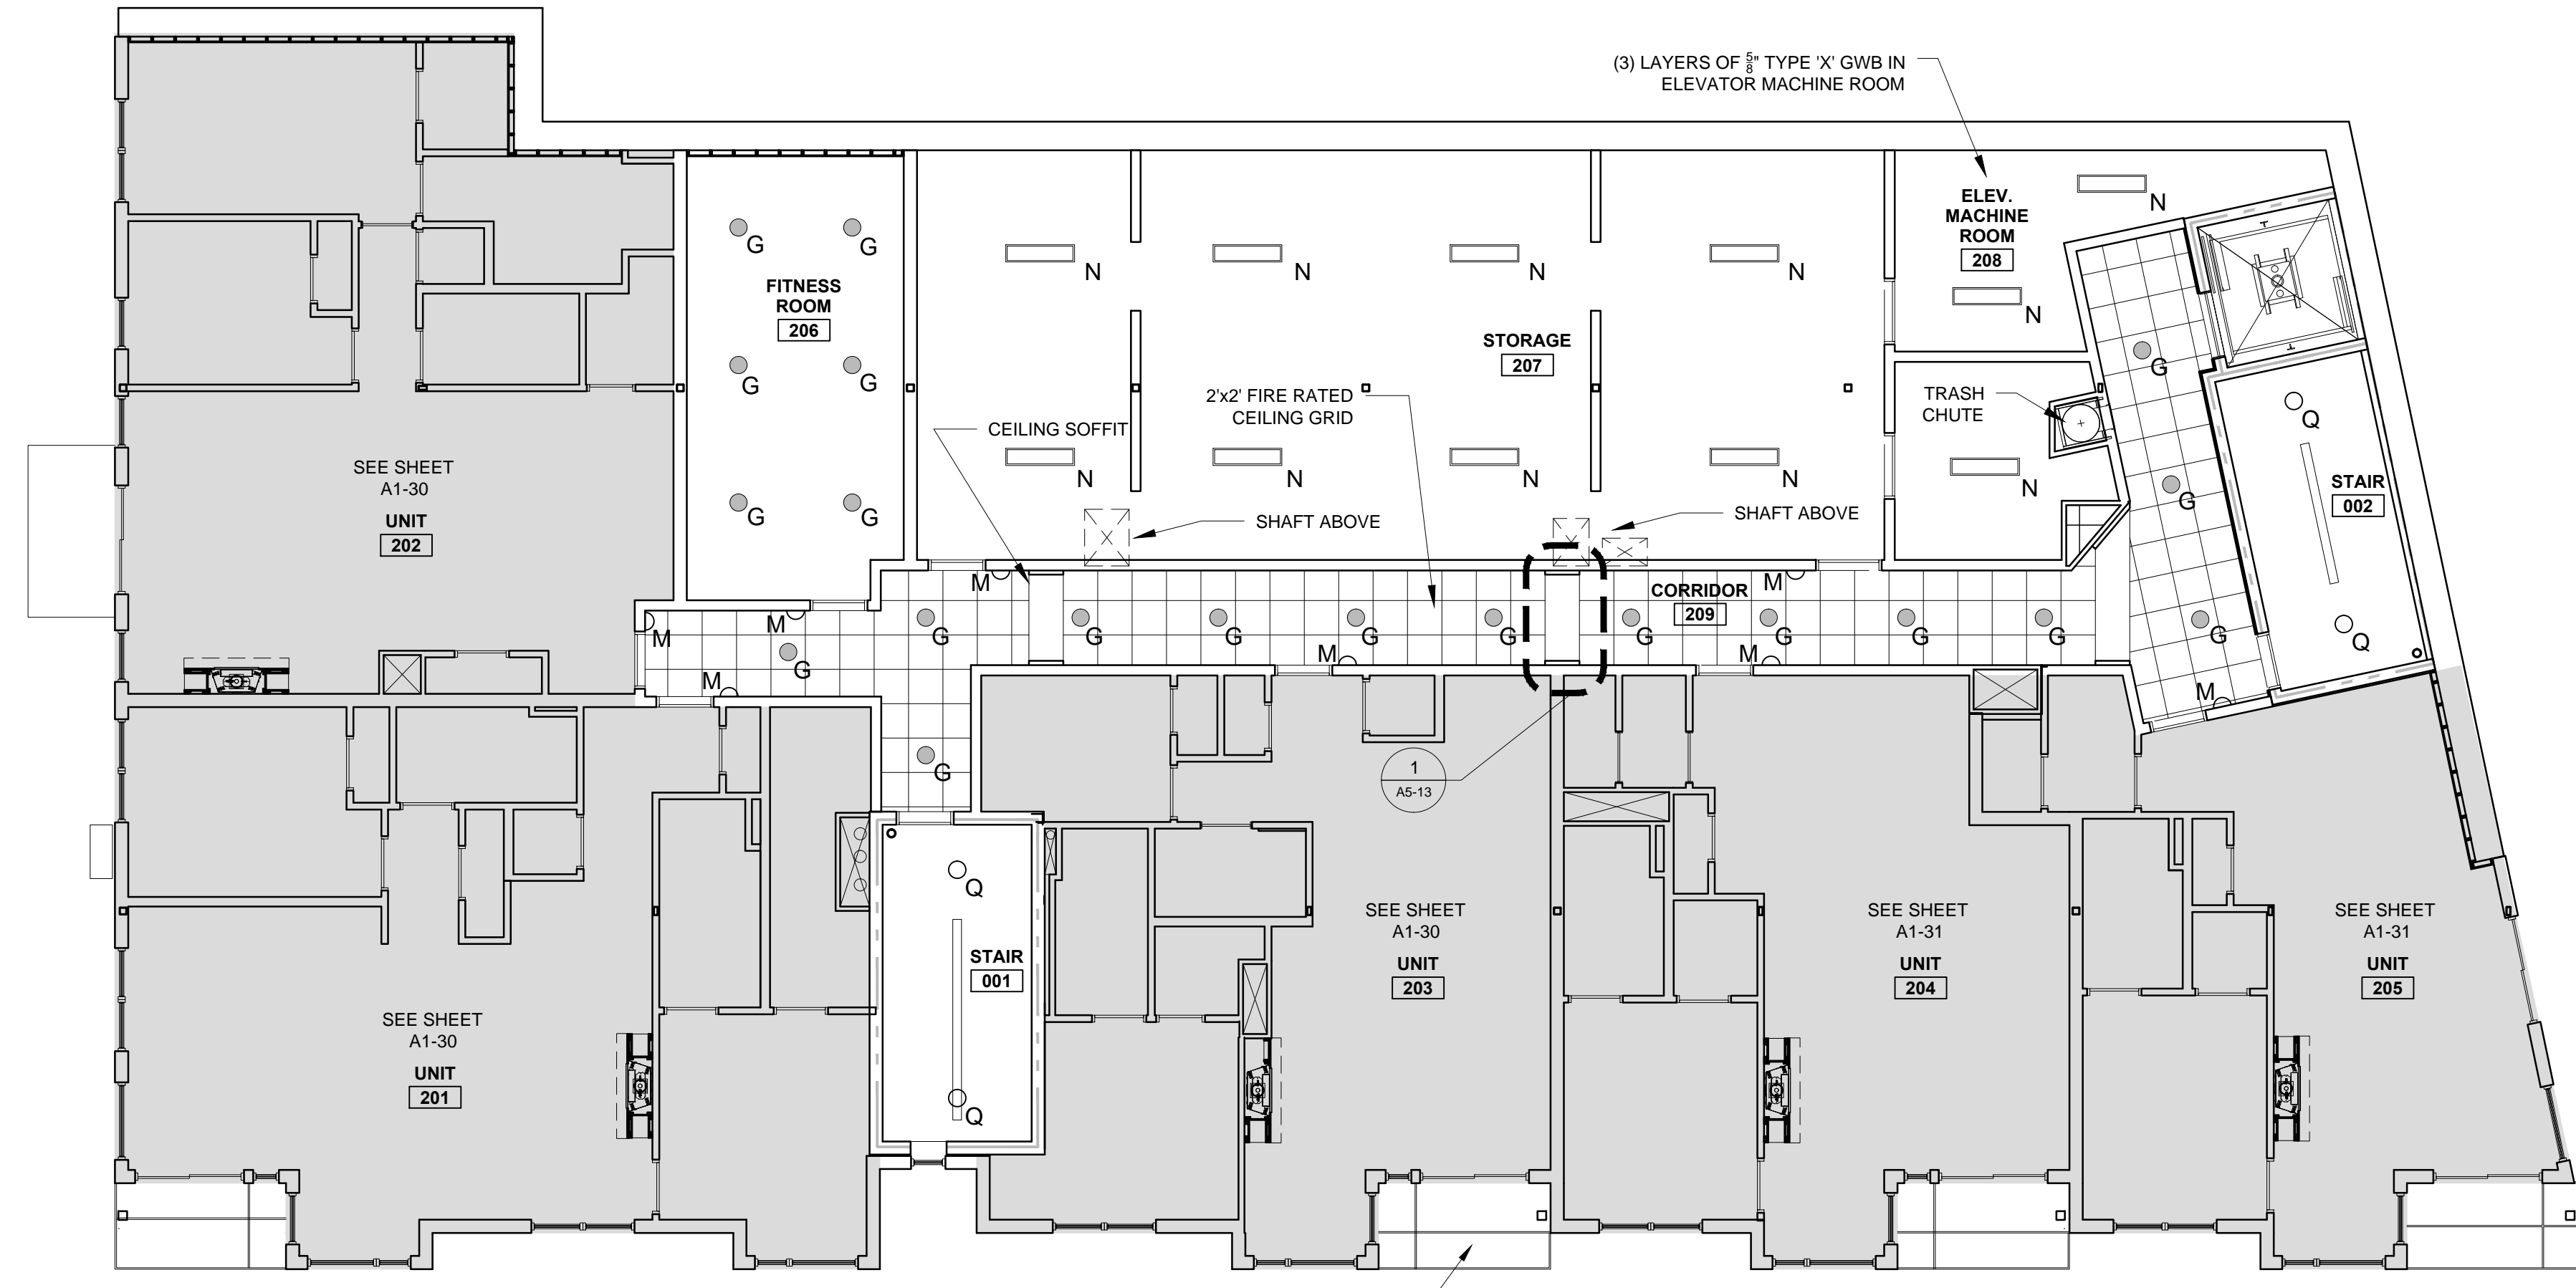 (3) LAYERS OF 5/8" TYPE 'X' GWB IN
ELEVATOR MACHINE ROOM
ELEV.
MACHINE
ROOM
208
N
N
G
G
FITNESS
ROOM
206
G
G
G
G
N
N
N
N
STORAGE
207
N
N
N
N
2'x2' FIRE RATED
CEILING GRID
CEILING SOFFIT
SHAFT ABOVE
SHAFT ABOVE
TRASH
CHUTE
N
G
G
G
Q
STAIR
002
Q
SEE SHEET
A1-30
UNIT
202
M
M
M
M
G
G
G
G
G
G
M
M
CORRIDOR
209
G
G
G
G
M
M
M
G
1
A5-13
Q
STAIR
001
Q
SEE SHEET
A1-30
UNIT
201
SEE SHEET
A1-30
UNIT
203
SEE SHEET
A1-31
UNIT
204
SEE SHEET
A1-31
UNIT
205